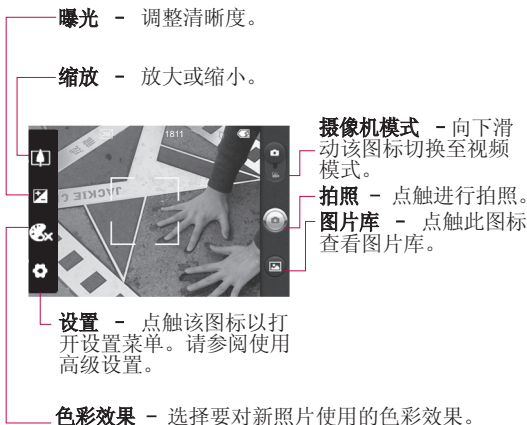 曝光 - 调整清晰度。
缩放 - 放大或缩小。
1811
JACKIE C
摄像机模式 -向下滑
动该图标切换至视频
模式。
拍照 - 点触进行拍照。
图片库 - 点触此图标
查看图片库。
设置 - 点触该图标以打
开设置菜单。请参阅使用
高级设置。
色彩效果 - 选择要对新照片使用的色彩效果。